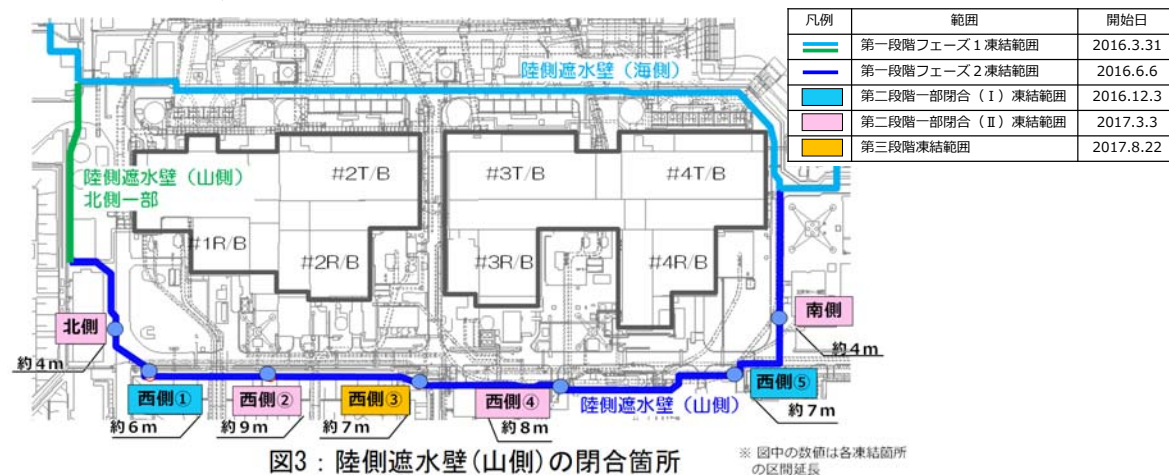 凡例 範囲 開始日
第一段階フェーズ1凍結範囲 2016.3.31
第一段階フェーズ2凍結範囲 2016.6.6
第二段階一部閉合（Ⅰ）凍結範囲 2016.12.3
第二段階一部閉合（Ⅱ）凍結範囲 2017.3.3
第三段階凍結範囲 2017.8.22
陸側遮水壁（海側）
陸側遮水壁（山側）
北側一部
#2T/B
#3T/B
#4T/B
#1R/B
#2R/B
#3R/B
#4R/B
北側
約4m
西側①
約6m
西側②
約9m
西側③
約7m
西側④
約8m
陸側遮水壁（山側）
西側⑤
約7m
南側
約4m
図3：陸側遮水壁(山側)の閉合箇所
※ 図中の数値は各凍結箇所
の区間延長